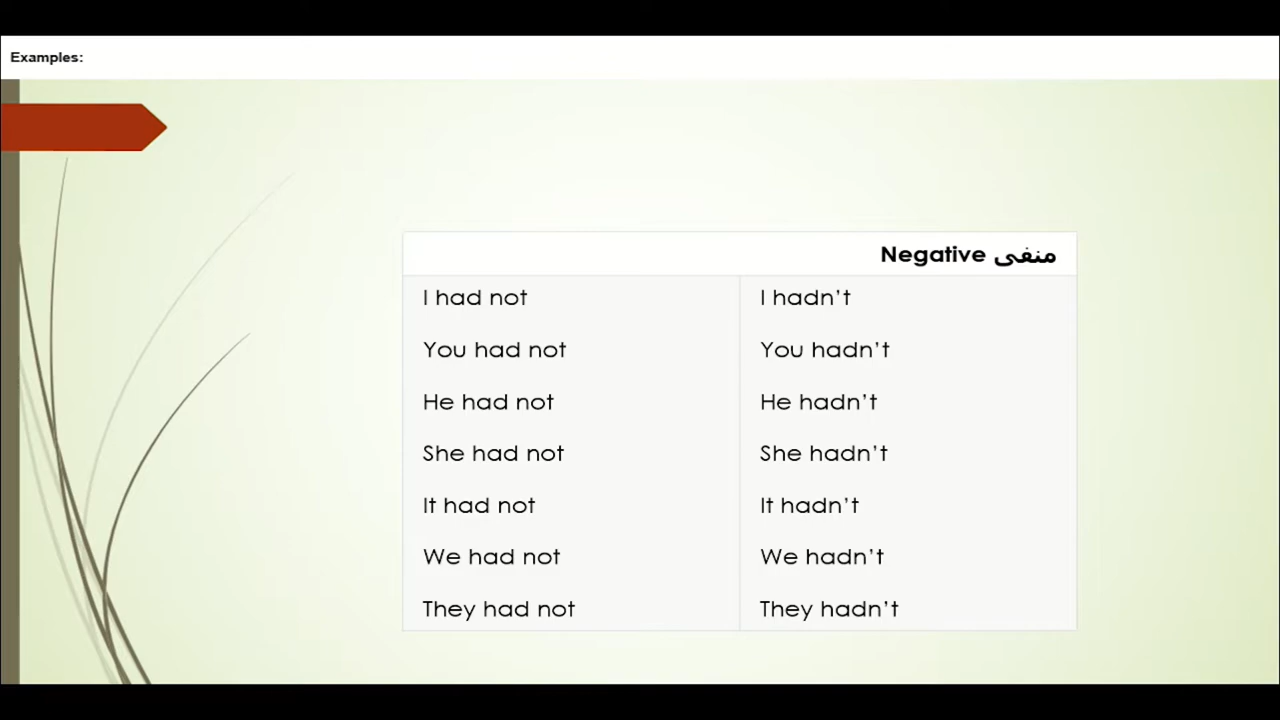 Examples:
Negative منفی
I had not
I hadn’t
You had not
You hadn’t
He had not
He hadn’t
She had not
She hadn’t
It had not
It hadn’t
We had not
We hadn’t
They had not
They hadn’t